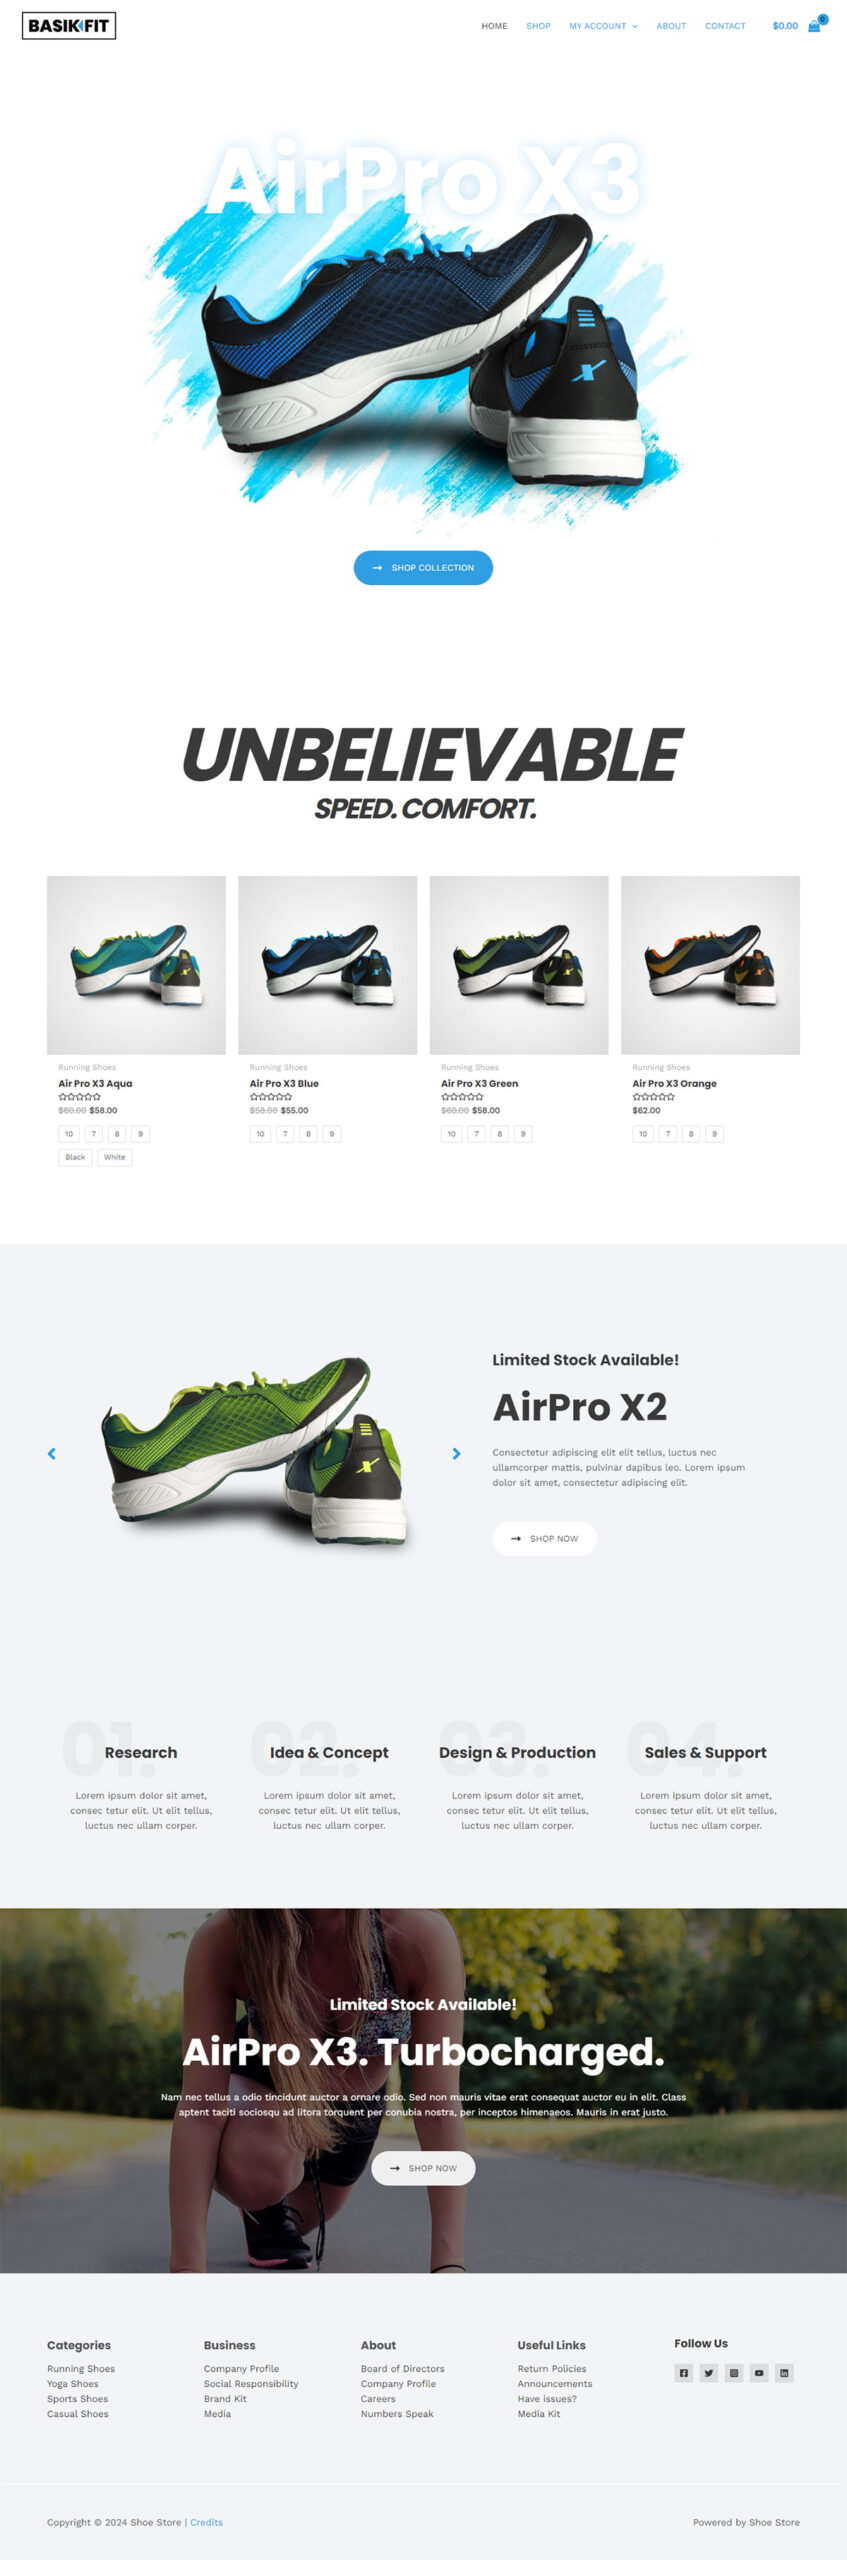 BASIK FIT
HOME SHOP MY ACCOUNT ABOUT CONTACT $0.00 0
AirPro X3
SHOP COLLECTION
UNBELIEVABLE
SPEED. COMFORT.
Running Shoes
Air Pro X3 Aqua
$60.00 $58.00
10 7 8 9
Black White
Running Shoes
Air Pro X3 Blue
$58.00 $55.00
10 7 8 9
Running Shoes
Air Pro X3 Green
$60.00 $58.00
10 7 8 9
Running Shoes
Air Pro X3 Orange
$62.00
10 7 8 9
Limited Stock Available!
AirPro X2
Consectetur adipiscing elit elit tellus, luctus nec
ullamcorper mattis, pulvinar dapibus leo. Lorem ipsum
dolor sit amet, consectetur adipiscing elit.
SHOP NOW
01.
Research
Lorem ipsum dolor sit amet,
consec tetur elit. Ut elit tellus,
luctus nec ullam corper.
02.
Idea & Concept
Lorem ipsum dolor sit amet,
consec tetur elit. Ut elit tellus,
luctus nec ullam corper.
03.
Design & Production
Lorem ipsum dolor sit amet,
consec tetur elit. Ut elit tellus,
luctus nec ullam corper.
04.
Sales & Support
Lorem ipsum dolor sit amet,
consec tetur elit. Ut elit tellus,
luctus nec ullam corper.
Limited Stock Available!
AirPro X3. Turbocharged.
Nam nec tellus a odio tincidunt auctor a ornare odio. Sed non mauris vitae erat consequat auctor eu in elit. Class
aptent taciti sociosqu ad litora torquent per conubia nostra, per inceptos himenaeos. Mauris in erat justo.
SHOP NOW
Categories
Running Shoes
Yoga Shoes
Sports Shoes
Casual Shoes
Business
Company Profile
Social Responsibility
Brand Kit
Media
About
Board of Directors
Company Profile
Careers
Numbers Speak
Useful Links
Return Policies
Announcements
Have issues?
Media Kit
Follow Us
Copyright © 2024 Shoe Store | Credits
Powered by Shoe Store